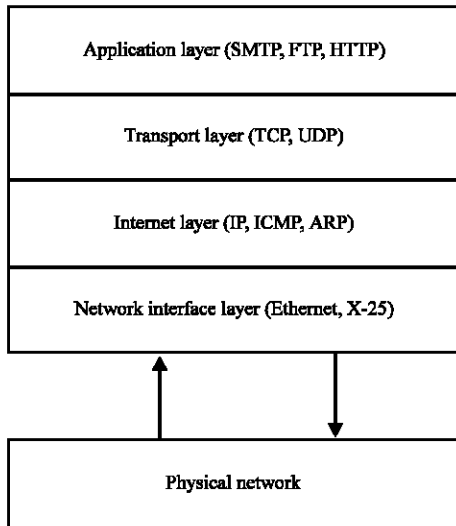 Application layer (SMTP, FTP, HTTP)
Transport layer (TCP, UDP)
Internet layer (IP, ICMP, ARP)
Network interface layer (Ethernet, X-25)
Physical network